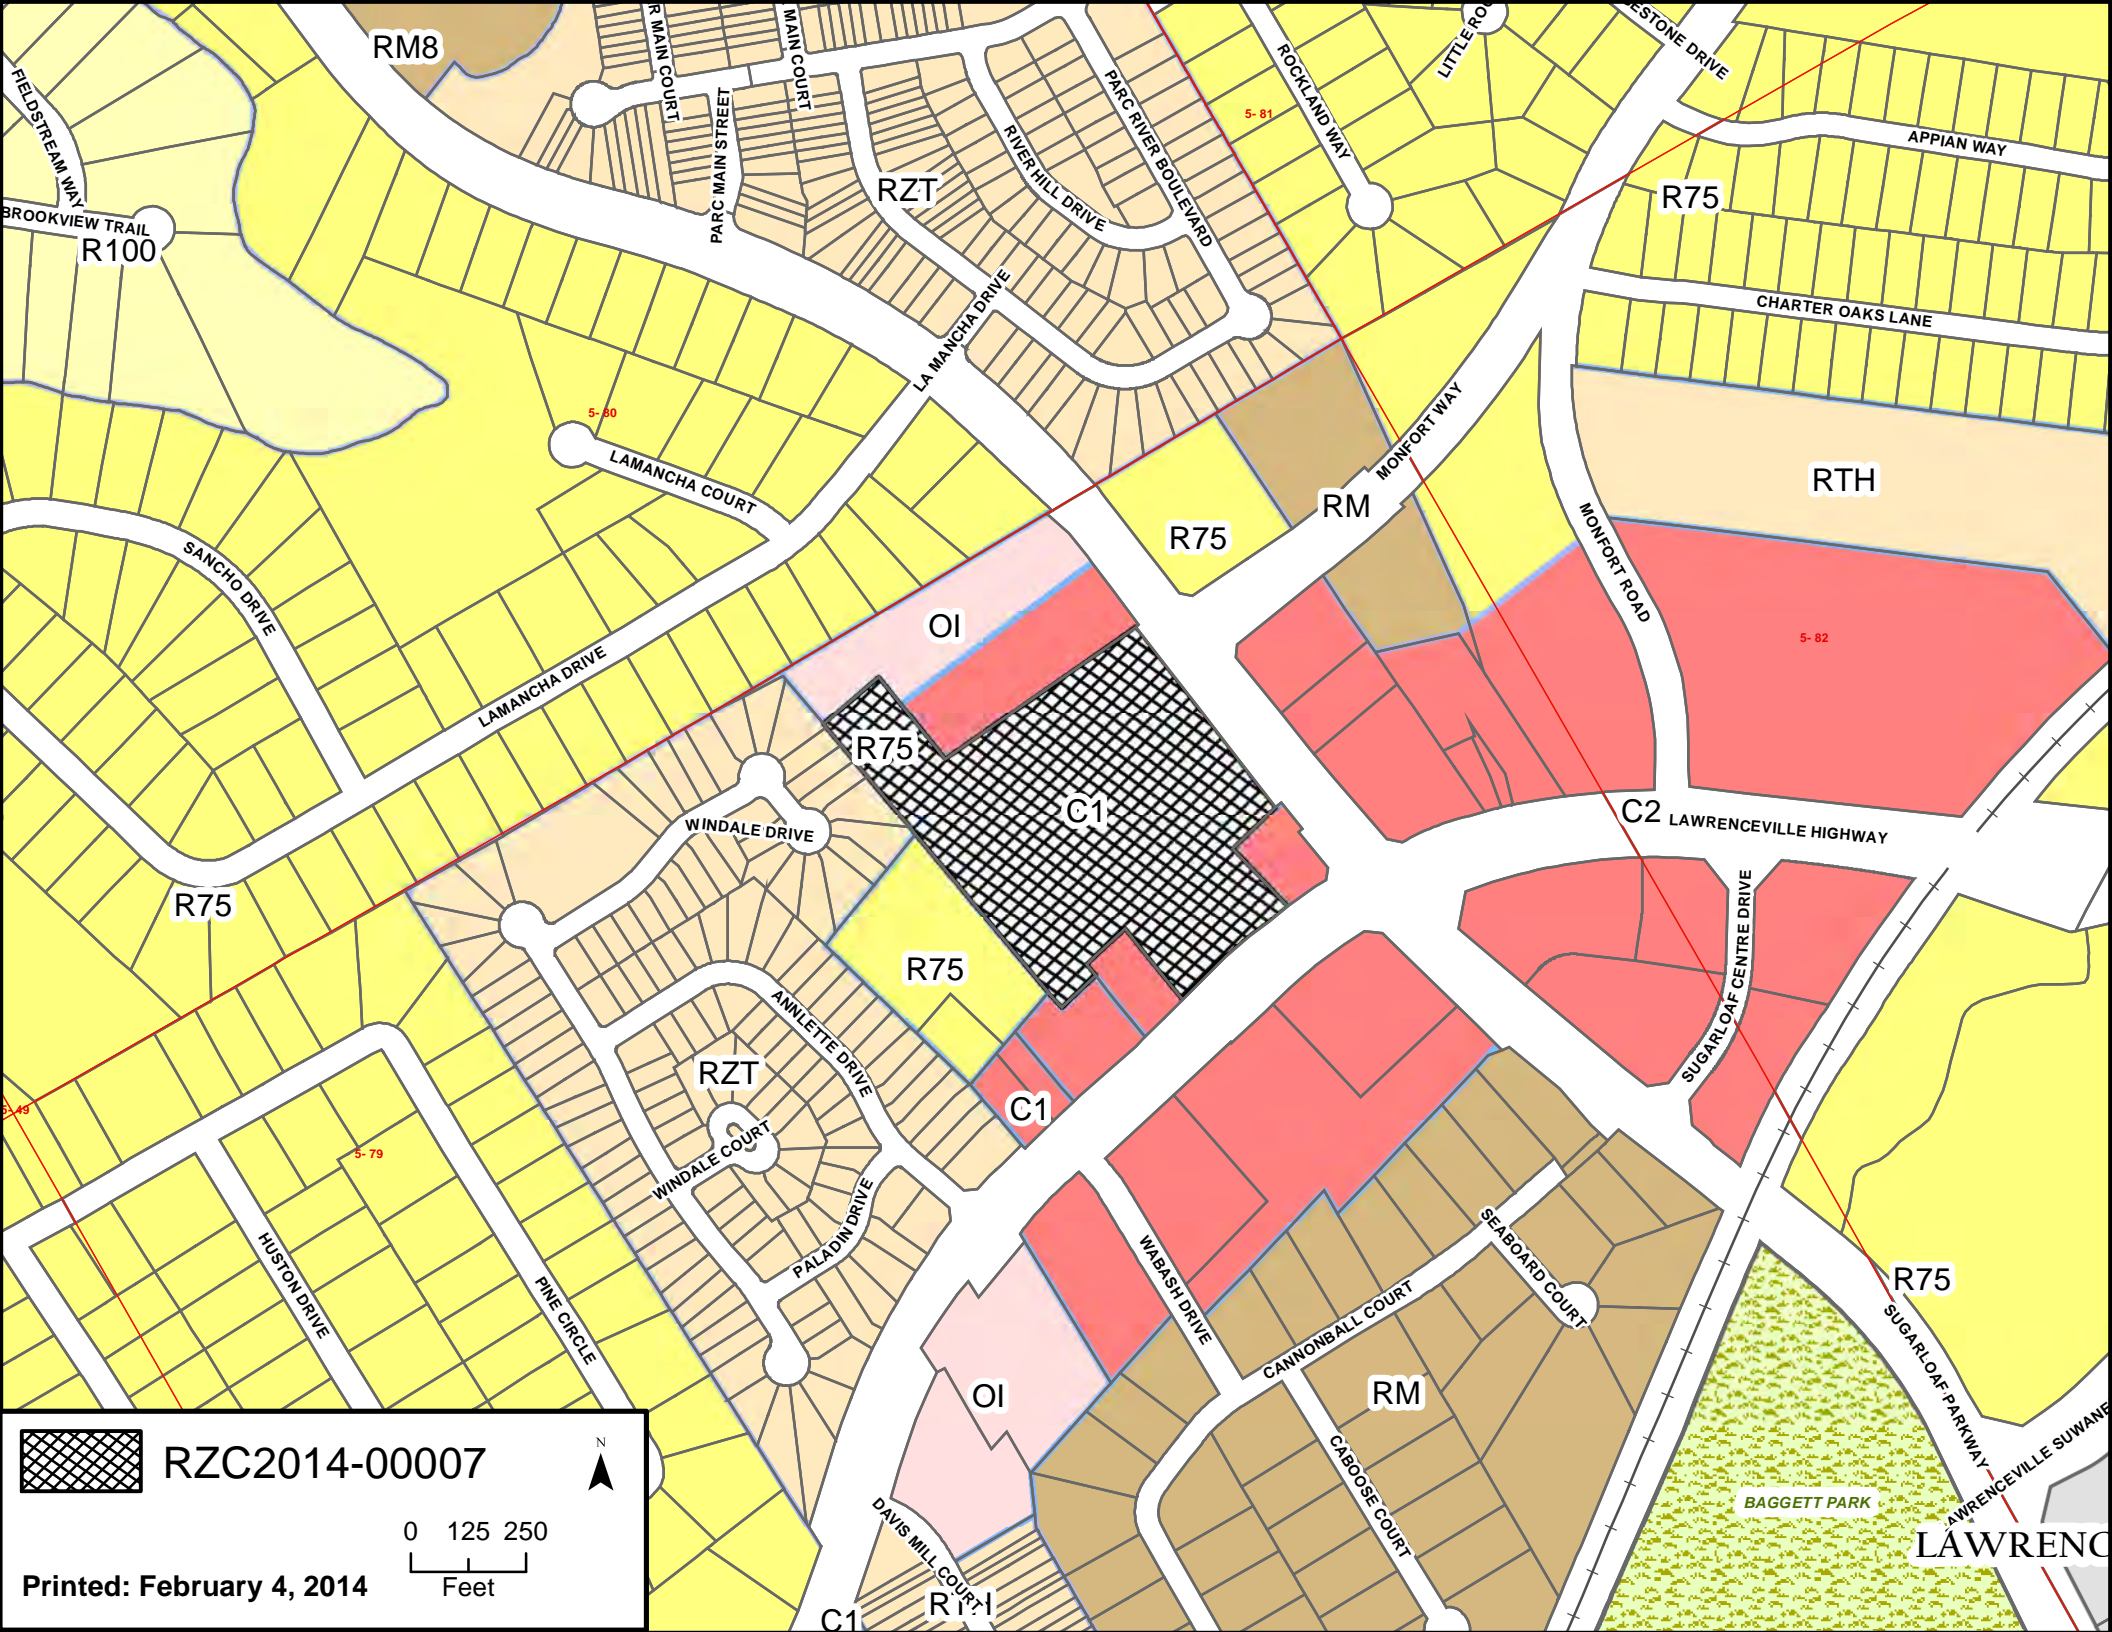 RM8
R MAIN COURT
MAIN COURT
PARC MAIN STREET
PARC RIVER BOULEVARD
RIVER HILL DRIVE
RZT
ROCKLAND WAY
5- 81
ESTONE DRIVE
APPIAN WAY
R75
CHARTER OAKS LANE
FIELDSTREAM WAY
BROOKVIEW TRAIL
R100
LA MANCHA DRIVE
5- 80
LAMANCHA COURT
MONFORT WAY
RTH
RM
R75
MONFORT ROAD
SANCHO DRIVE
OI
5- 82
LAMANCHA DRIVE
R75
C1
C2
LAWRENCEVILLE HIGHWAY
WINDALE DRIVE
R75
R75
SUGARLOAF CENTRE DRIVE
ANNLETTE DRIVE
RZT
C1
WINDALE COURT
5- 79
PALADIN DRIVE
HUSTON DRIVE
PINE CIRCLE
WABASH DRIVE
SEABOARD COURT
CANNONBALL COURT
R75
SUGARLOAF PARKWAY
OI
RM
CABOOSE COURT
BAGGETT PARK
LAWRENCEVILLE SUWANE
LAWRENC
DAVIS MILL COURT
C1
RZC2014-00007
N
0 125 250
Feet
Printed: February 4, 2014